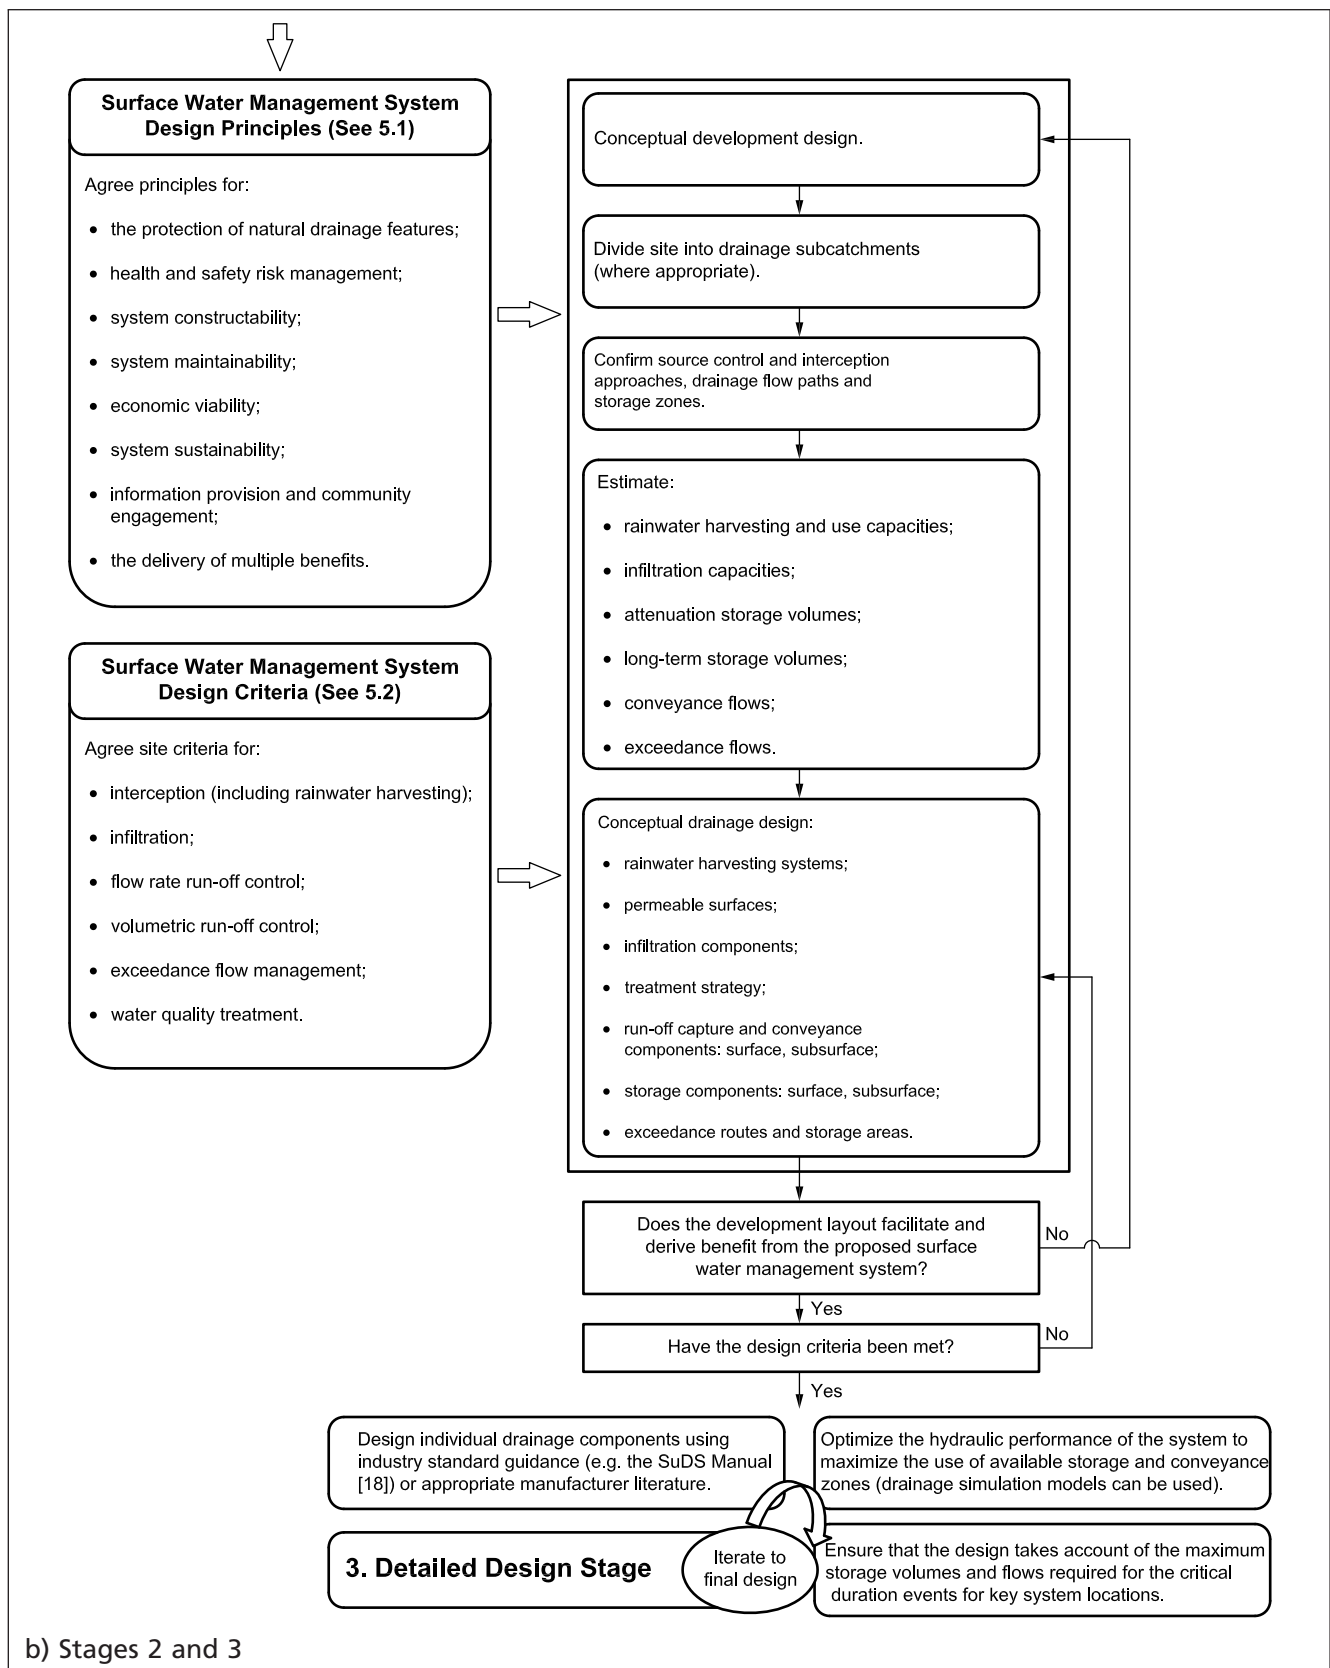 Surface Water Management System
Design Principles (See 5.1)
Agree principles for:
• the protection of natural drainage features;
• health and safety risk management;
• system constructability;
• system maintainability;
• economic viability;
• system sustainability;
• information provision and community
engagement;
• the delivery of multiple benefits.
Surface Water Management System
Design Criteria (See 5.2)
Agree site criteria for:
• interception (including rainwater harvesting);
• infiltration;
• flow rate run-off control;
• volumetric run-off control;
• exceedance flow management;
• water quality treatment.
Conceptual development design.
Divide site into drainage subcatchments
(where appropriate).
Confirm source control and interception
approaches, drainage flow paths and
storage zones.
Estimate:
• rainwater harvesting and use capacities;
• infiltration capacities;
• attenuation storage volumes;
• long-term storage volumes;
• conveyance flows;
• exceedance flows.
Conceptual drainage design:
• rainwater harvesting systems;
• permeable surfaces;
• infiltration components;
• treatment strategy;
• run-off capture and conveyance
components: surface, subsurface;
• storage components: surface, subsurface;
• exceedance routes and storage areas.
Does the development layout facilitate and
derive benefit from the proposed surface
water management system?
No
Yes
Have the design criteria been met?
No
Yes
Design individual drainage components using
industry standard guidance (e.g. the SuDS Manual
[18]) or appropriate manufacturer literature.
Optimize the hydraulic performance of the system to
maximize the use of available storage and conveyance
zones (drainage simulation models can be used).
3. Detailed Design Stage
Iterate to
final design
Ensure that the design takes account of the maximum
storage volumes and flows required for the critical
duration events for key system locations.
b) Stages 2 and 3